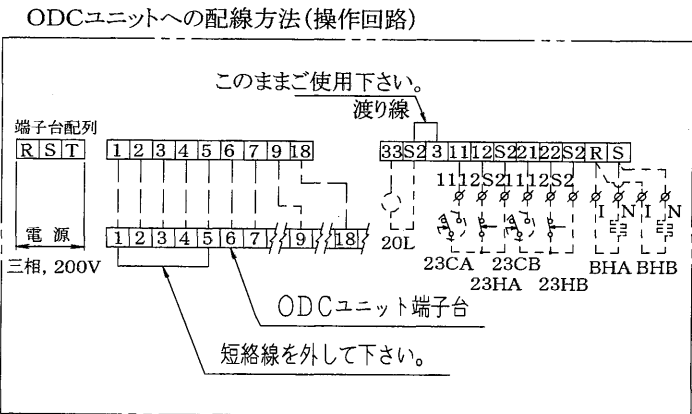 ODCユニットへの配線方法(操作回路)
このままご使用下さい。
渡り線
端子台配列
R S T
1 2 3 4 5 6 7 9 18
33 S2 3 11 12 S2 21 22 S2 R S
11 12 S2 11 12 S2
I N I N
電源
三相, 200V
1 2 3 4 5 6 7 9 18
20L
23CA 23CB BHA BHB
23HA 23HB
ODCユニット端子台
短絡線を外して下さい。